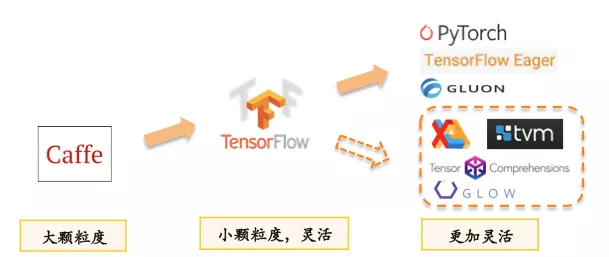 Caffe
TensorFlow
PyTorch
TensorFlow Eager
GLUON
XLA
tvm
Tensor Comprehensions
GLOW
大颗粒度
小颗粒度，灵活
更加灵活